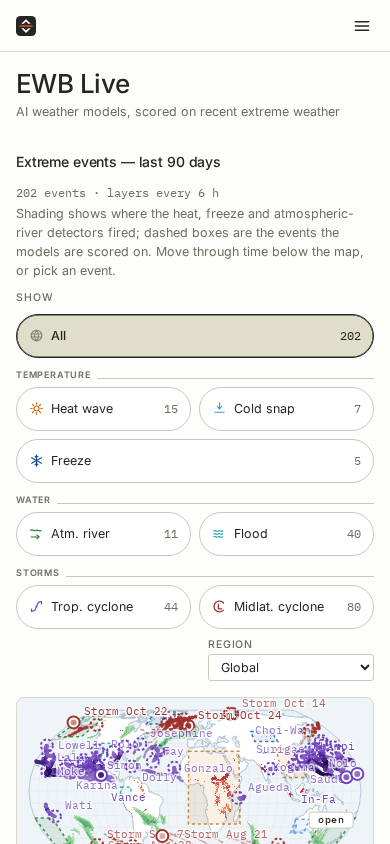 EWB Live
AI weather models, scored on recent extreme weather
Extreme events — last 90 days
202 events · layers every 6 h
Shading shows where the heat, freeze and atmospheric-
river detectors fired; dashed boxes are the events the
models are scored on. Move through time below the map,
or pick an event.
SHOW
All 202
TEMPERATURE
Heat wave 15
Cold snap 7
Freeze 5
WATER
Atm. river 11
Flood 40
STORMS
Trop. cyclone 44
Midlat. cyclone 80
REGION
Global
Storm Oct 14
Storm Oct 22
Storm Oct 24
Josephine
Lowell
Fay
Simon
Dolly
Gonzalo
Karina
Vance
Wati
Agueda
In-Fa
open
Storm Aug 21